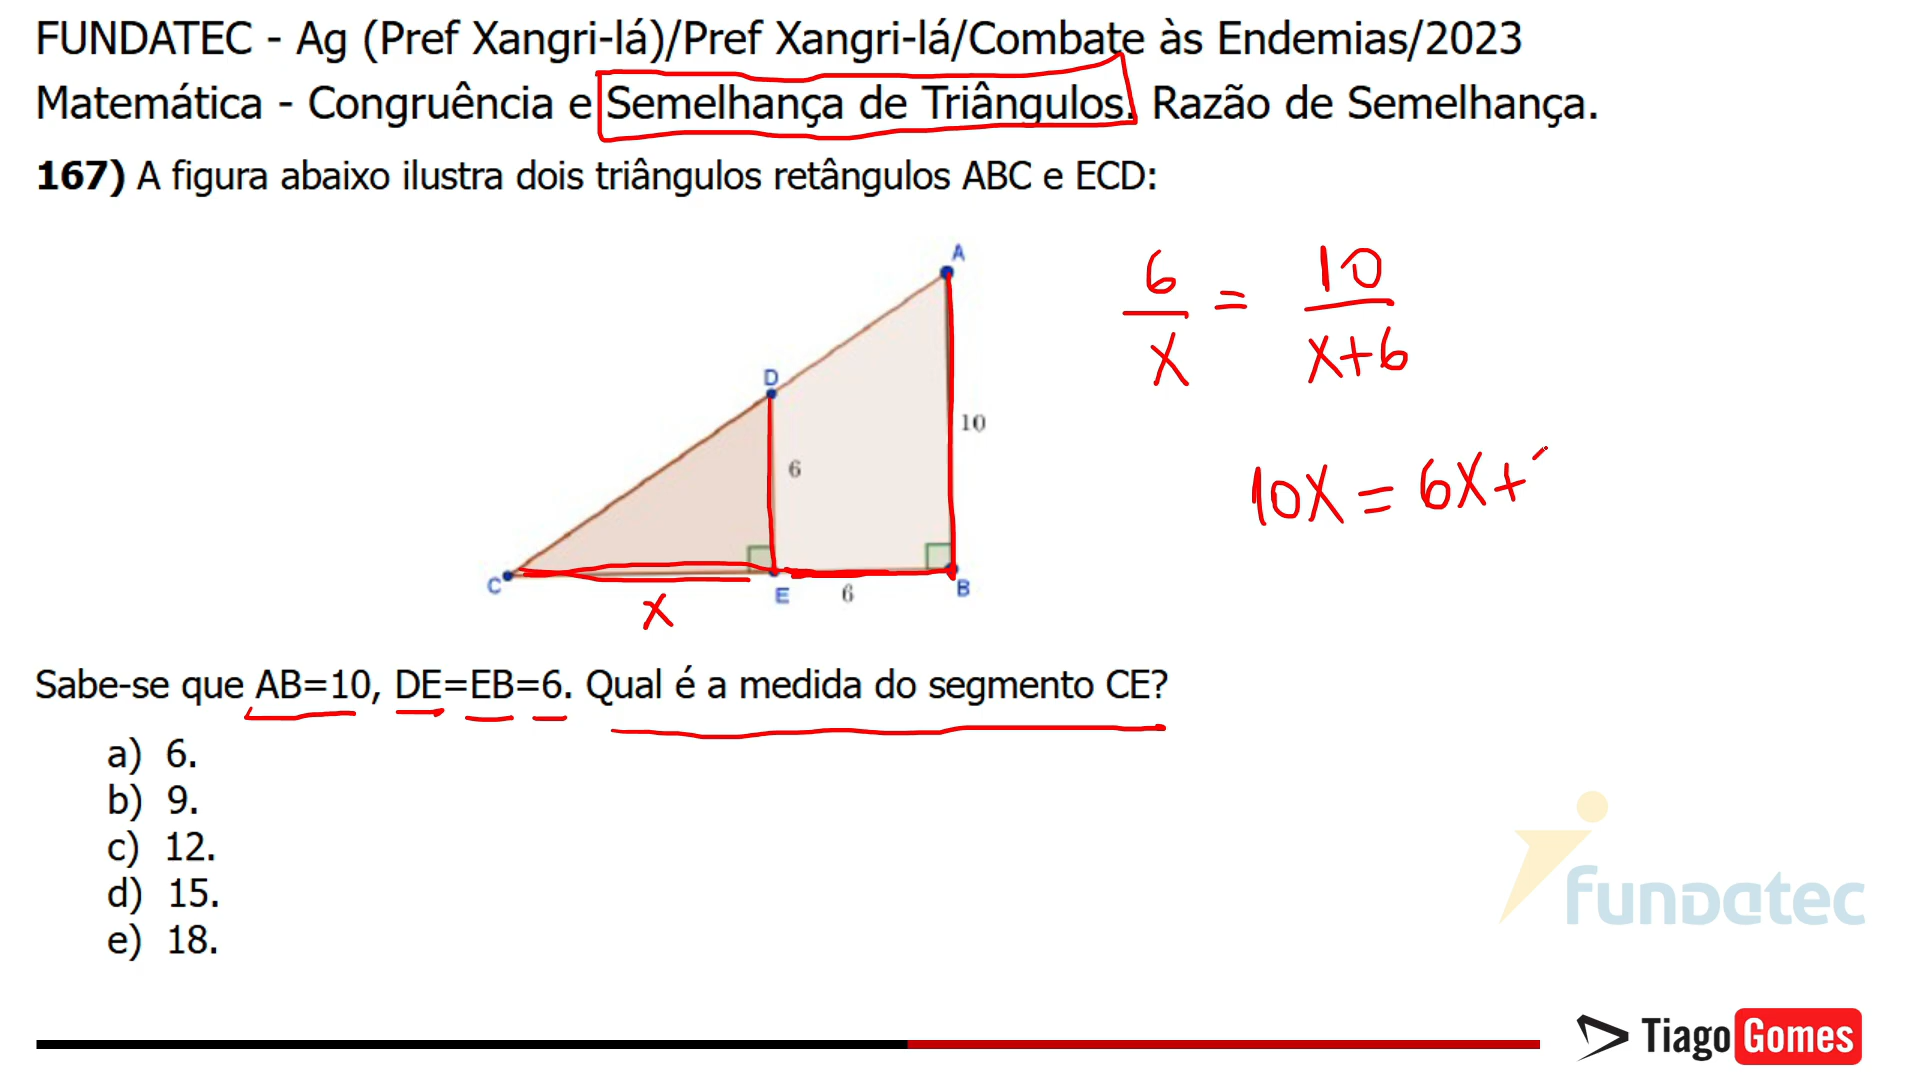 FUNDATEC - Ag (Pref Xangri-lá)/Pref Xangri-lá/Combate às Endemias/2023
Matemática - Congruência e Semelhança de Triângulos. Razão de Semelhança.
167) A figura abaixo ilustra dois triângulos retângulos ABC e ECD:
A
D
10
6
C
E
6
B
x
6/x = 10/x+6
10x = 6x+
Sabe-se que AB=10, DE=EB=6. Qual é a medida do segmento CE?
a) 6.
b) 9.
c) 12.
d) 15.
e) 18.
fundatec
Tiago Gomes